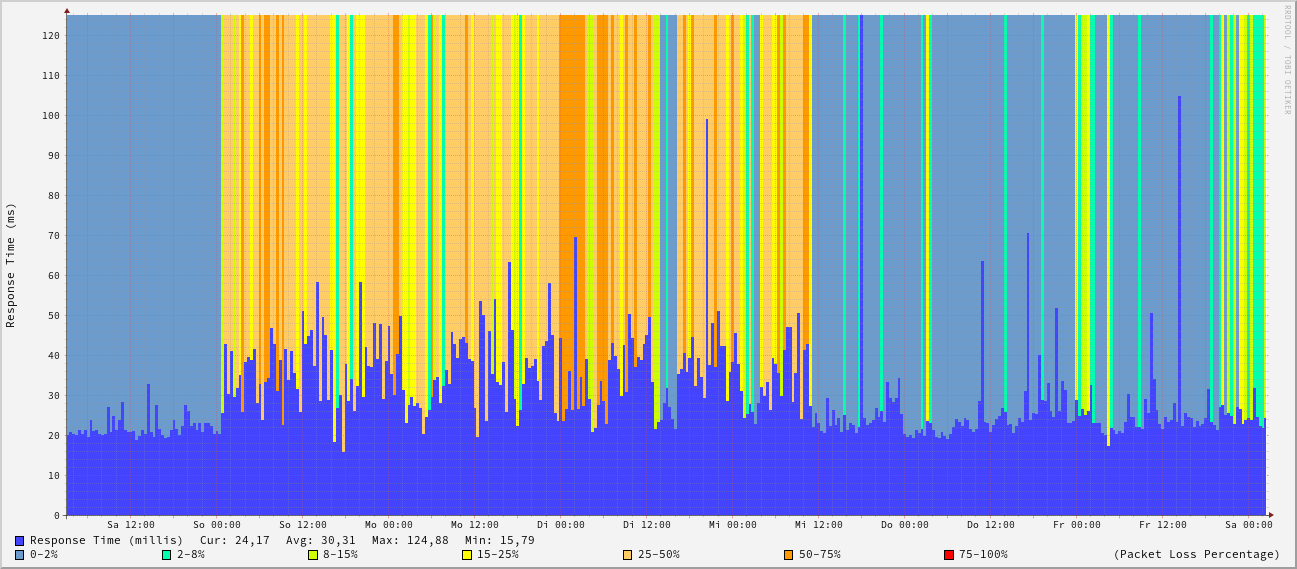 RRDTOOL / TOBI OETIKER
Response Time (ms)
120
110
100
90
80
70
60
50
40
30
20
10
0
Sa 12:00 So 00:00 So 12:00 Mo 00:00 Mo 12:00 Di 00:00 Di 12:00 Mi 00:00 Mi 12:00 Do 00:00 Do 12:00 Fr 00:00 Fr 12:00 Sa 00:00
Response Time (millis) Cur: 24,17 Avg: 30,31 Max: 124,88 Min: 15,79
0-2% 2-8% 8-15% 15-25% 25-50% 50-75% 75-100% (Packet Loss Percentage)